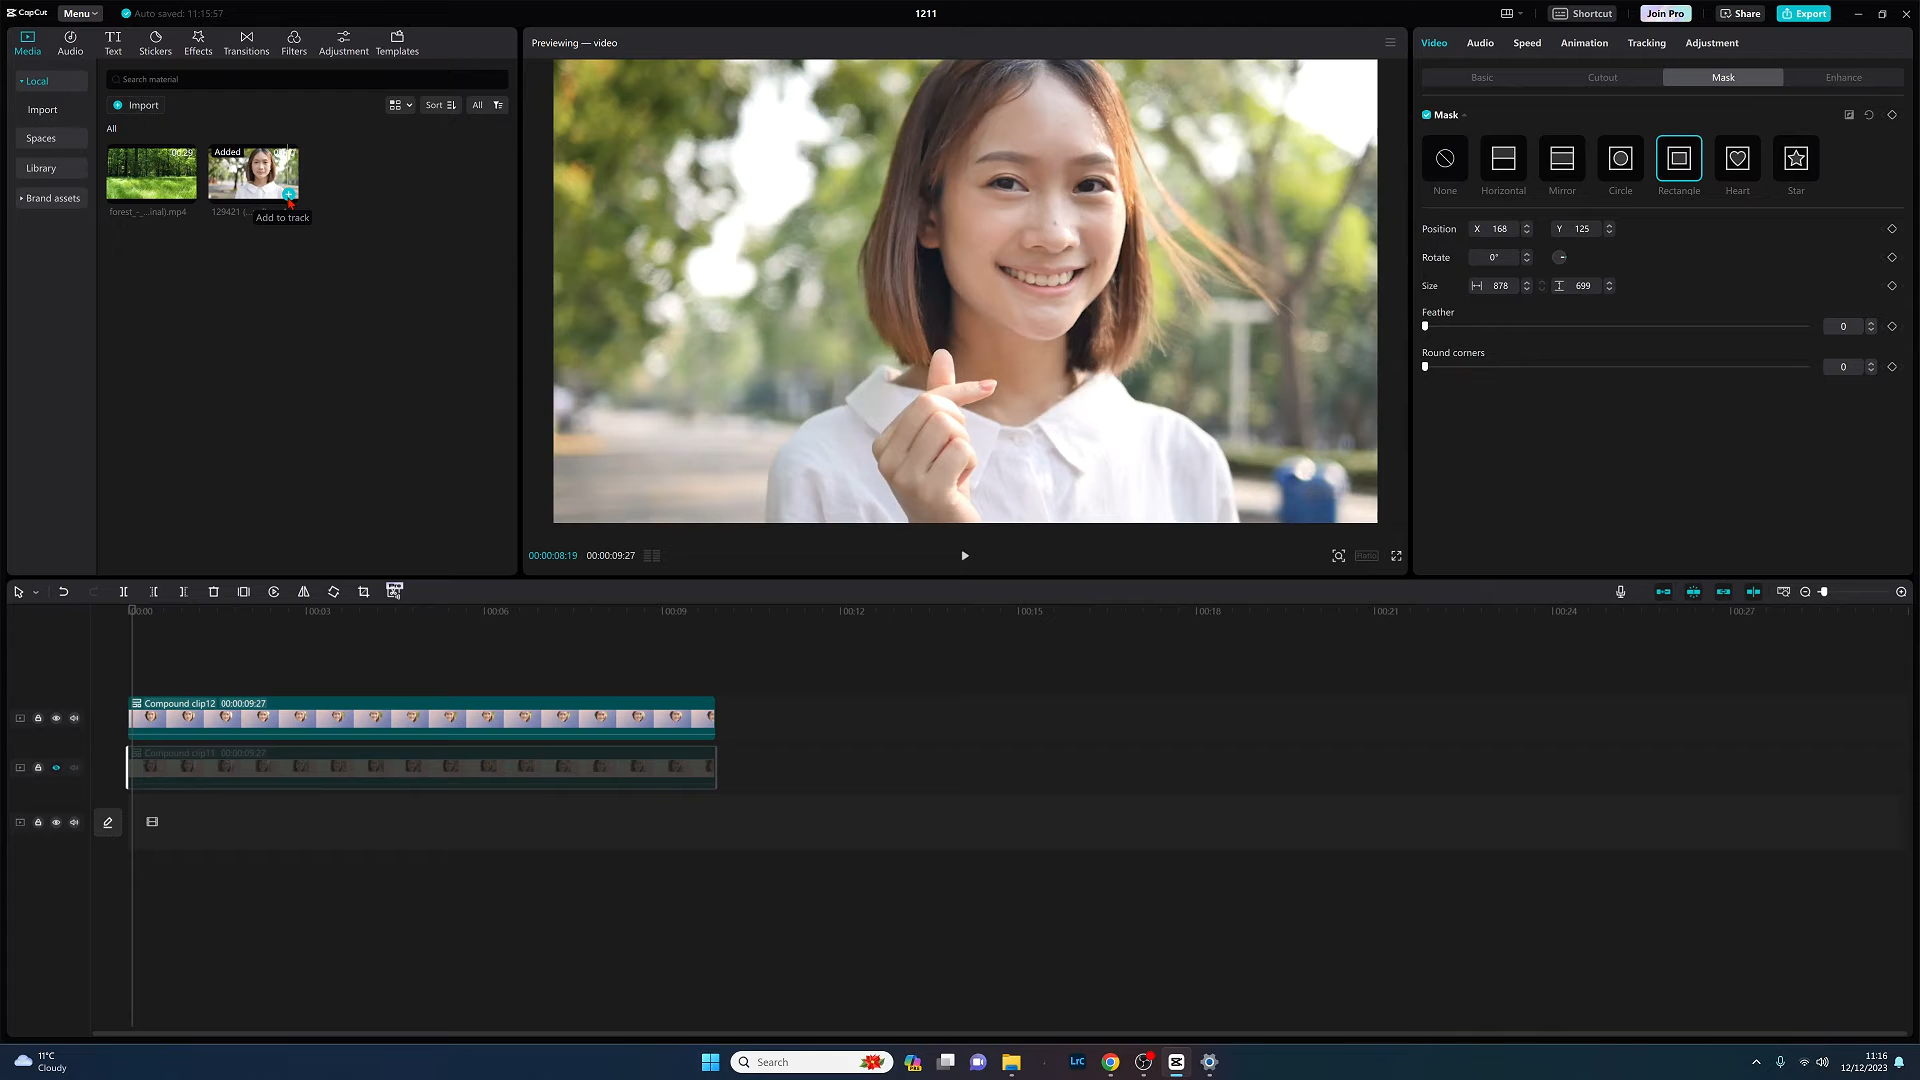 CapCut
Menu
Auto saved: 11:15:57
1211
Shortcut
Join Pro
Share
Export
Media
Audio
Text
Stickers
Effects
Transitions
Filters
Adjustment
Templates
Local
Import
Spaces
Library
Brand assets
Search material
Import
Sort
All
All
00:29
forest_-_...inal).mp4
Added
129421 (...
Add to track
Previewing — video
00:00:08:19
00:00:09:27
Ratio
Video
Audio
Speed
Animation
Tracking
Adjustment
Basic
Cutout
Mask
Enhance
Mask
None
Horizontal
Mirror
Circle
Rectangle
Heart
Star
Position X 168 Y 125
Rotate 0°
Size 878 699
Feather
0
Round corners
0
Pro
00:00
00:03
00:06
00:09
00:12
00:15
00:18
00:21
00:24
00:27
Compound clip12 00:00:09:27
Compound clip11 00:00:09:27
11°C
Cloudy
Search
LrC
11:16
12/12/2023